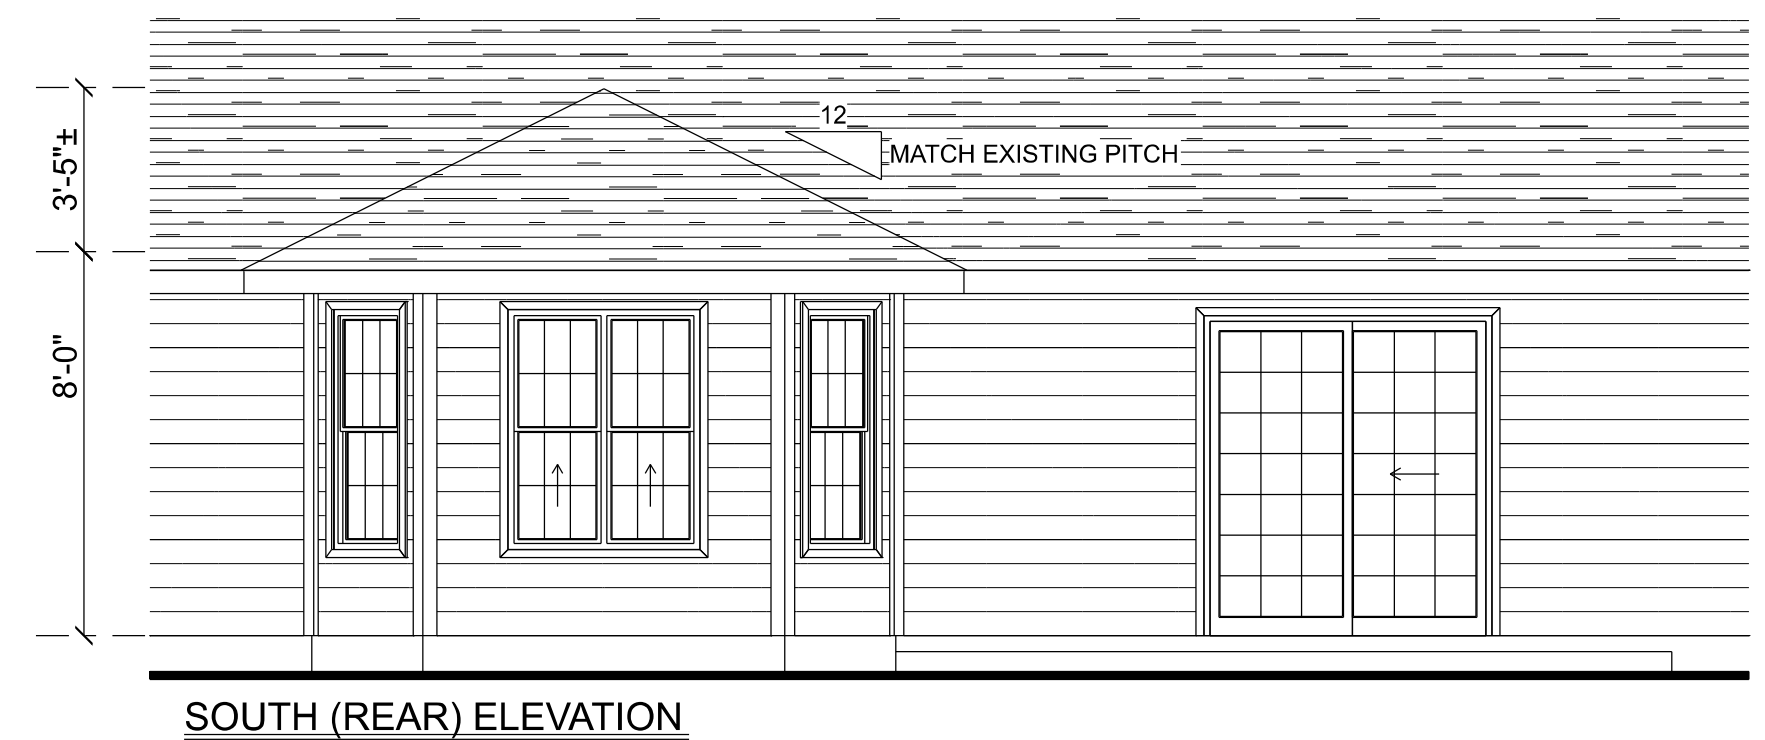 12
MATCH EXISTING PITCH
3'-5"±
8'-0"
SOUTH (REAR) ELEVATION